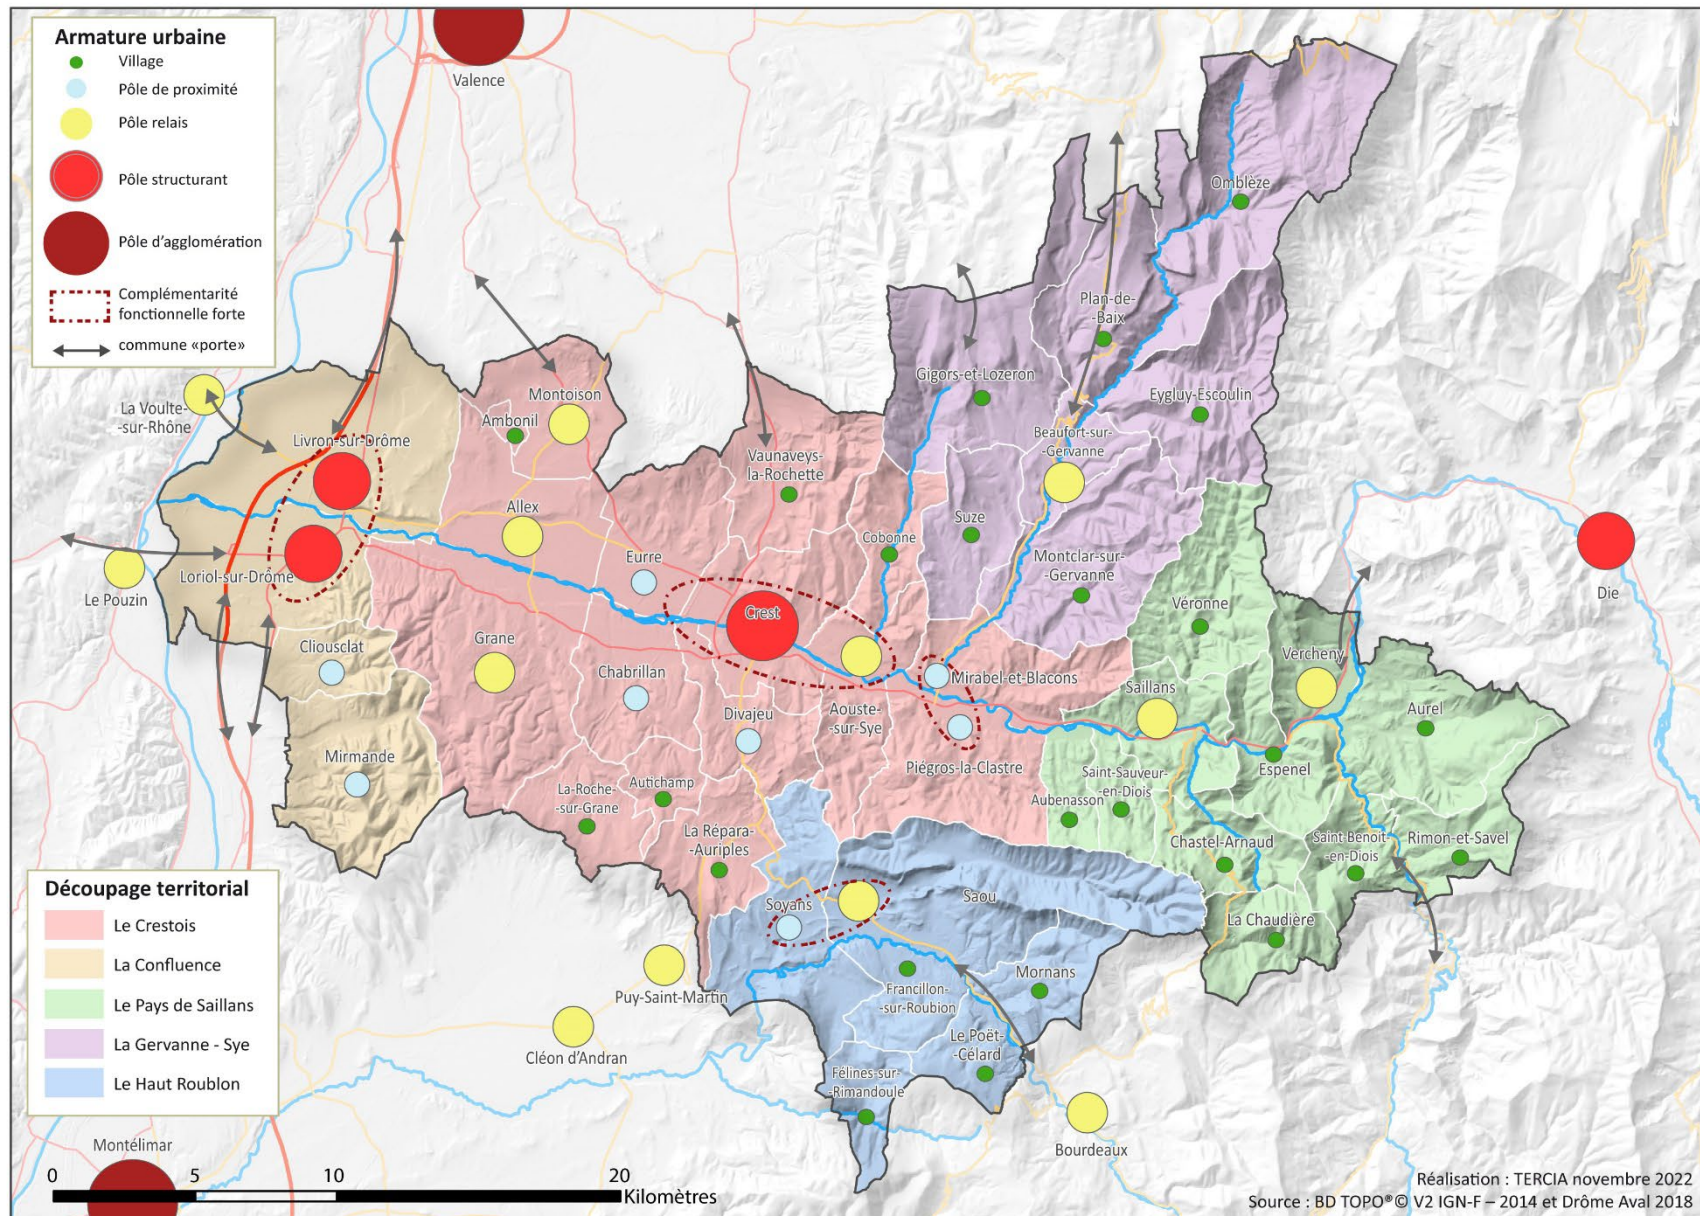 Armature urbaine
Village
Pôle de proximité
Pôle relais
Pôle structurant
Pôle d'agglomération
Complémentarité
fonctionnelle forte
commune «porte»
Valence
Omblèze
Plan-de-
-Baix
Gigors-et-Lozeron
Eygluy-Escoulin
La Voulte-
-sur-Rhône
Montoison
Ambonil
Livron-sur-Drôme
Beaufort-sur-
-Gervanne
Vaunaveys-
la-Rochette
Allex
Suze
Cobonne
Eurre
Montclar-sur-
-Gervanne
Loriol-sur-Drôme
Le Pouzin
Die
Véronne
Crest
Cliousclat
Grane
Chabrillan
Vercheny
Mirabel-et-Blacons
Saillans
Divajeu
Aouste-
-sur-Sye
Aurel
Mirmande
Piégros-la-Clastre
Espenel
Autichamp
La-Roche-
-sur-Grane
Saint-Sauveur-
-en-Diois
Aubenasson
La Répara-
-Auriples
Chastel-Arnaud
Saint-Benoit-
-en-Diois
Rimon-et-Savel
Saou
Soyans
La Chaudière
Puy-Saint-Martin
Francillon-
-sur-Roubion
Mornans
Cléon d'Andran
Le Poët-
-Célard
Félines-sur-
-Rimandoule
Bourdeaux
Découpage territorial
Le Crestois
La Confluence
Le Pays de Saillans
La Gervanne - Sye
Le Haut Roublon
Montélimar
0 5 10 20
Kilomètres
Réalisation : TERCIA novembre 2022
Source : BD TOPO®© V2 IGN-F – 2014 et Drôme Aval 2018